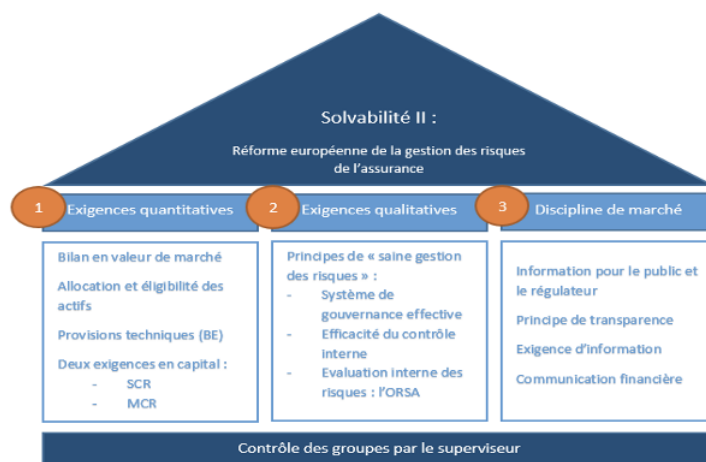 Solvabilité II :
Réforme européenne de la gestion des risques
de l'assurance
1 Exigences quantitatives
Bilan en valeur de marché
Allocation et éligibilité des
actifs
Provisions techniques (BE)
Deux exigences en capital :
- SCR
- MCR
2 Exigences qualitatives
Principes de « saine gestion
des risques » :
- Système de
gouvernance effective
- Efficacité du contrôle
interne
- Evaluation interne des
risques : l'ORSA
3 Discipline de marché
Information pour le public et
le régulateur
Principe de transparence
Exigence d'information
Communication financière
Contrôle des groupes par le superviseur